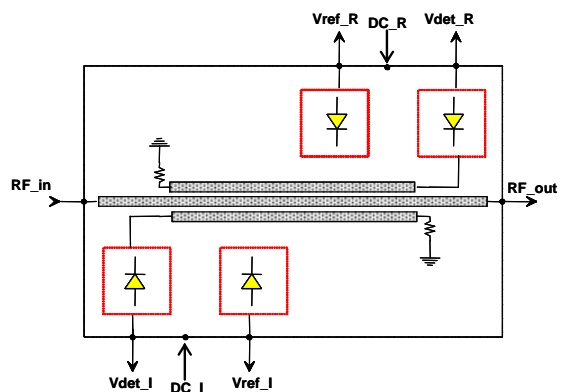 Vref_R
DC_R
Vdet_R
RF_in
RF_out
Vdet_I
DC_I
Vref_I